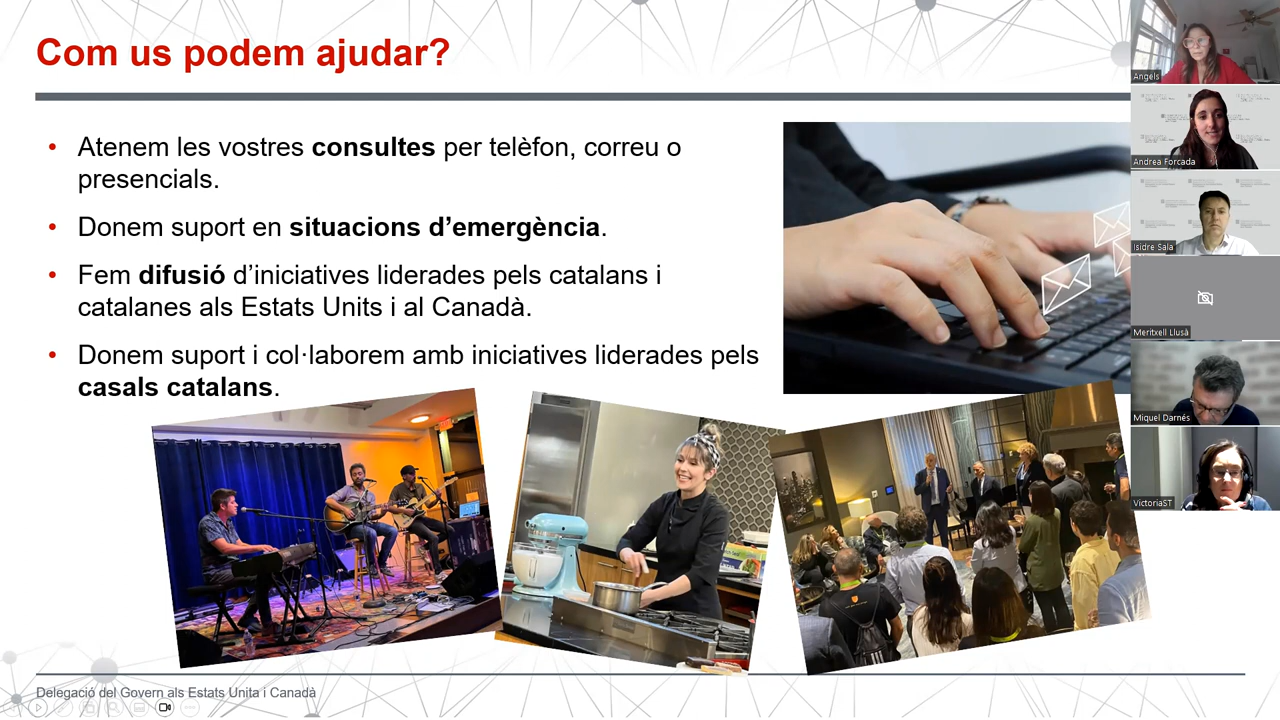 Com us podem ajudar?
• Atenem les vostres consultes per telèfon, correu o
presencials.
• Donem suport en situacions d’emergència.
• Fem difusió d’iniciatives liderades pels catalans i
catalanes als Estats Units i al Canadà.
• Donem suport i col·laborem amb iniciatives liderades pels
casals catalans.
Delegació del Govern als Estats Units i Canadà
Angels
Andrea Forcada
Isidre Sala
Meritxell Llusà
Miquel Darnés
VictoriaST